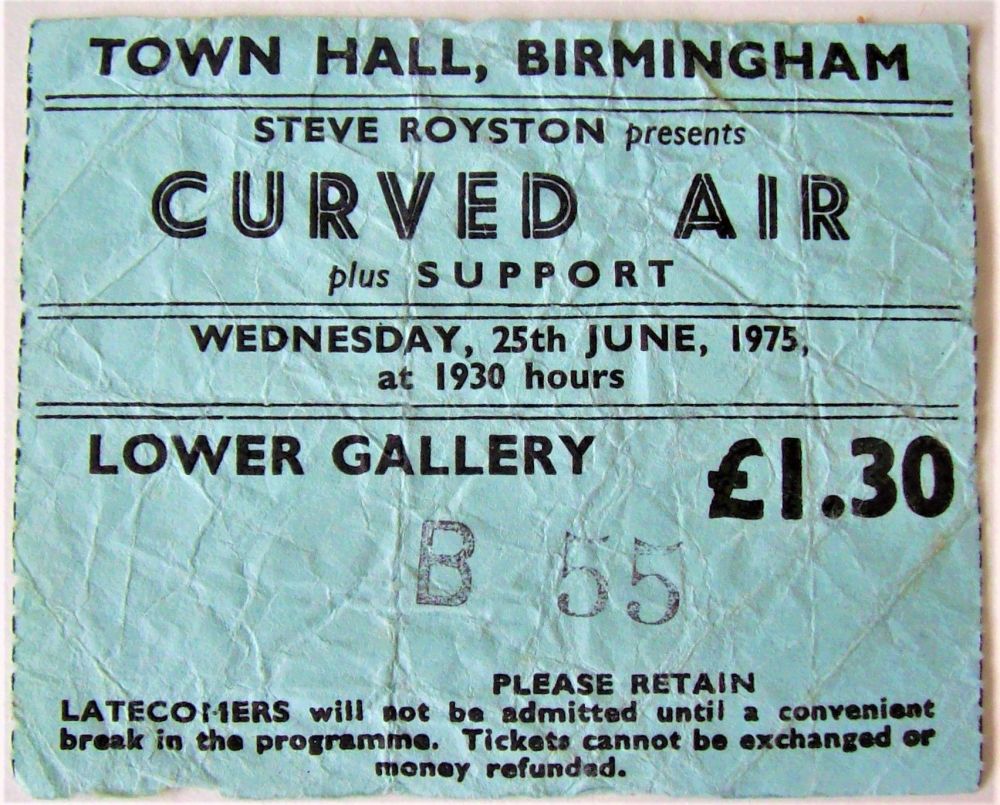 TOWN HALL, BIRMINGHAM
STEVE ROYSTON presents
CURVED AIR
plus SUPPORT
WEDNESDAY, 25th JUNE, 1975,
at 1930 hours
LOWER GALLERY £1.30
B 55
PLEASE RETAIN
LATECOMERS will not be admitted until a convenient
break in the programme. Tickets cannot be exchanged or
money refunded.